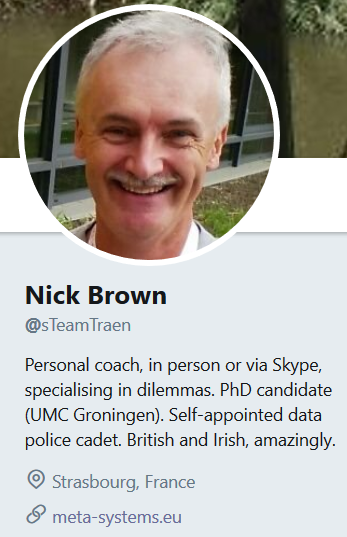 Nick Brown
@sTeamTraen
Personal coach, in person or via Skype,
specialising in dilemmas. PhD candidate
(UMC Groningen). Self-appointed data
police cadet. British and Irish, amazingly.
Strasbourg, France
meta-systems.eu